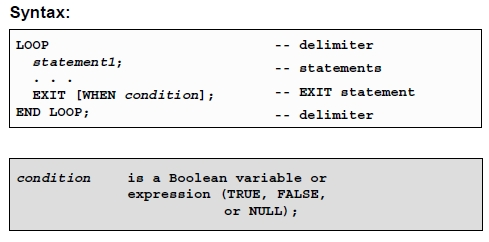 Syntax:
LOOP -- delimiter
statement1; -- statements
. . .
EXIT [WHEN condition]; -- EXIT statement
END LOOP; -- delimiter
condition is a Boolean variable or
expression (TRUE, FALSE,
or NULL);